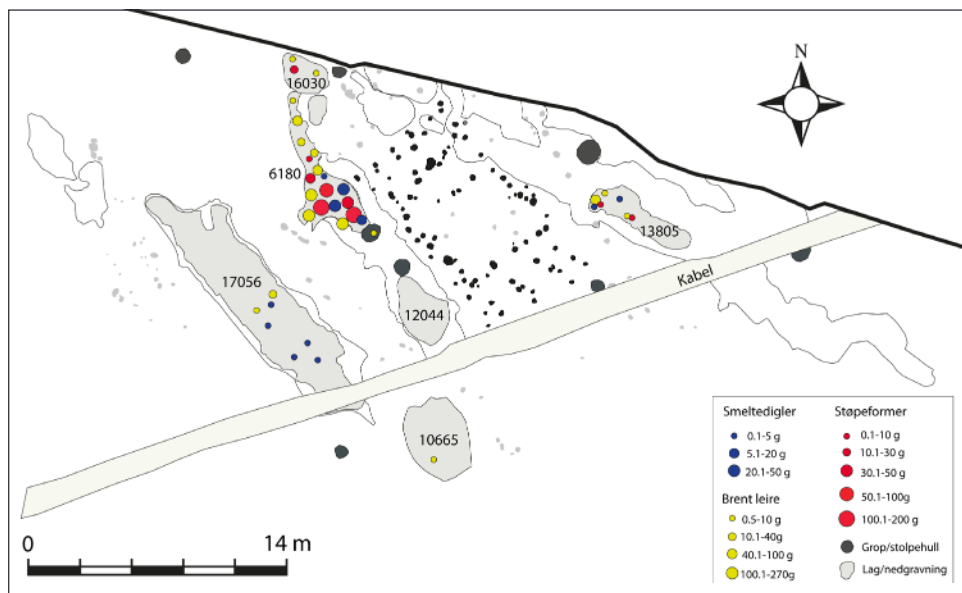 N
16030
6180
13805
17056
Kabel
12044
10665
0
14 m
Smeltedigler
0.1-5 g
5.1-20 g
20.1-50 g
Brent leire
0.5-10 g
10.1-40g
40.1-100 g
100.1-270g
Støpeformer
0.1-10 g
10.1-30 g
30.1-50 g
50.1-100g
100.1-200 g
Grop/stolpehull
Lag/nedgravning